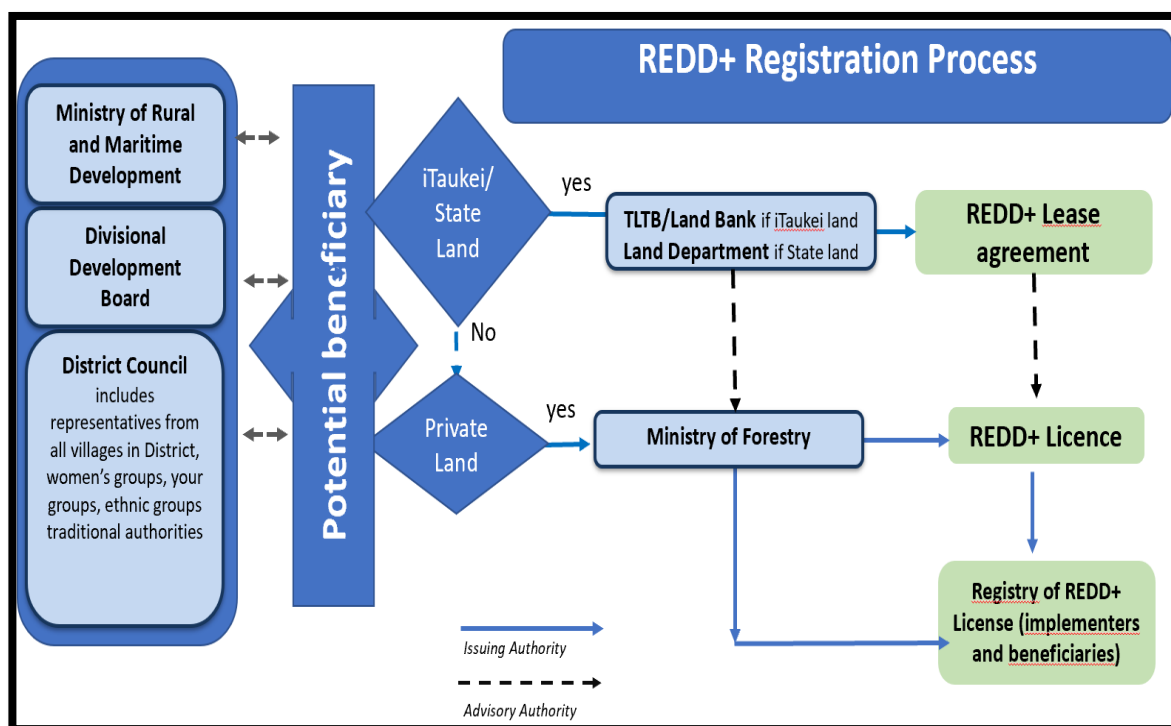 REDD+ Registration Process
Ministry of Rural
and Maritime
Development
Divisional
Development
Board
District Council
includes
representatives from
all villages in District,
women's groups, your
groups, ethnic groups
traditional authorities
Potential beneficiary
iTaukei/
State
Land
yes
No
Private
Land
yes
TLTB/Land Bank if iTaukei land
Land Department if State land
REDD+ Lease
agreement
Ministry of Forestry
REDD+ Licence
Registry of REDD+
License (implementers
and beneficiaries)
Issuing Authority
Advisory Authority